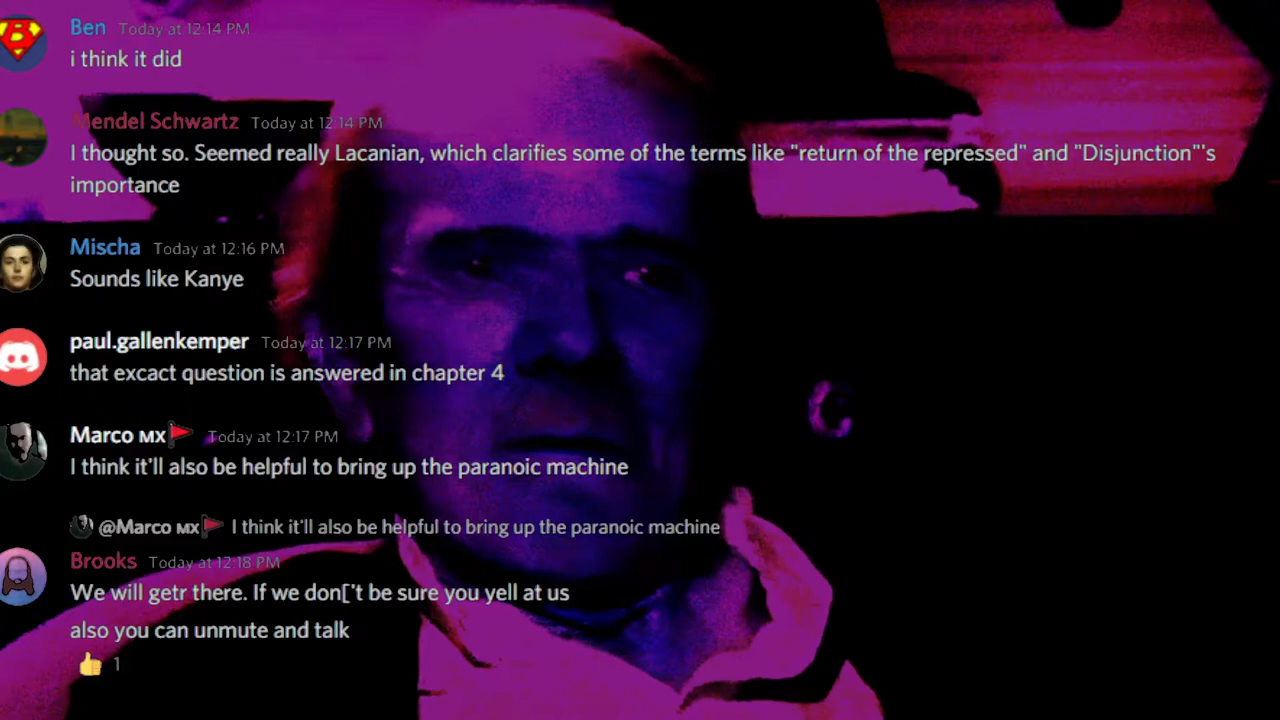 Ben Today at 12:14 PM
i think it did
Mendel Schwartz Today at 12:14 PM
I thought so. Seemed really Lacanian, which clarifies some of the terms like "return of the repressed" and "Disjunction"'s
importance
Mischa Today at 12:16 PM
Sounds like Kanye
paul.gallenkemper Today at 12:17 PM
that excact question is answered in chapter 4
Marco MX🚩 Today at 12:17 PM
I think it'll also be helpful to bring up the paranoic machine
@Marco MX🚩 I think it'll also be helpful to bring up the paranoic machine
Brooks Today at 12:18 PM
We will getr there. If we don['t be sure you yell at us
also you can unmute and talk
👍 1